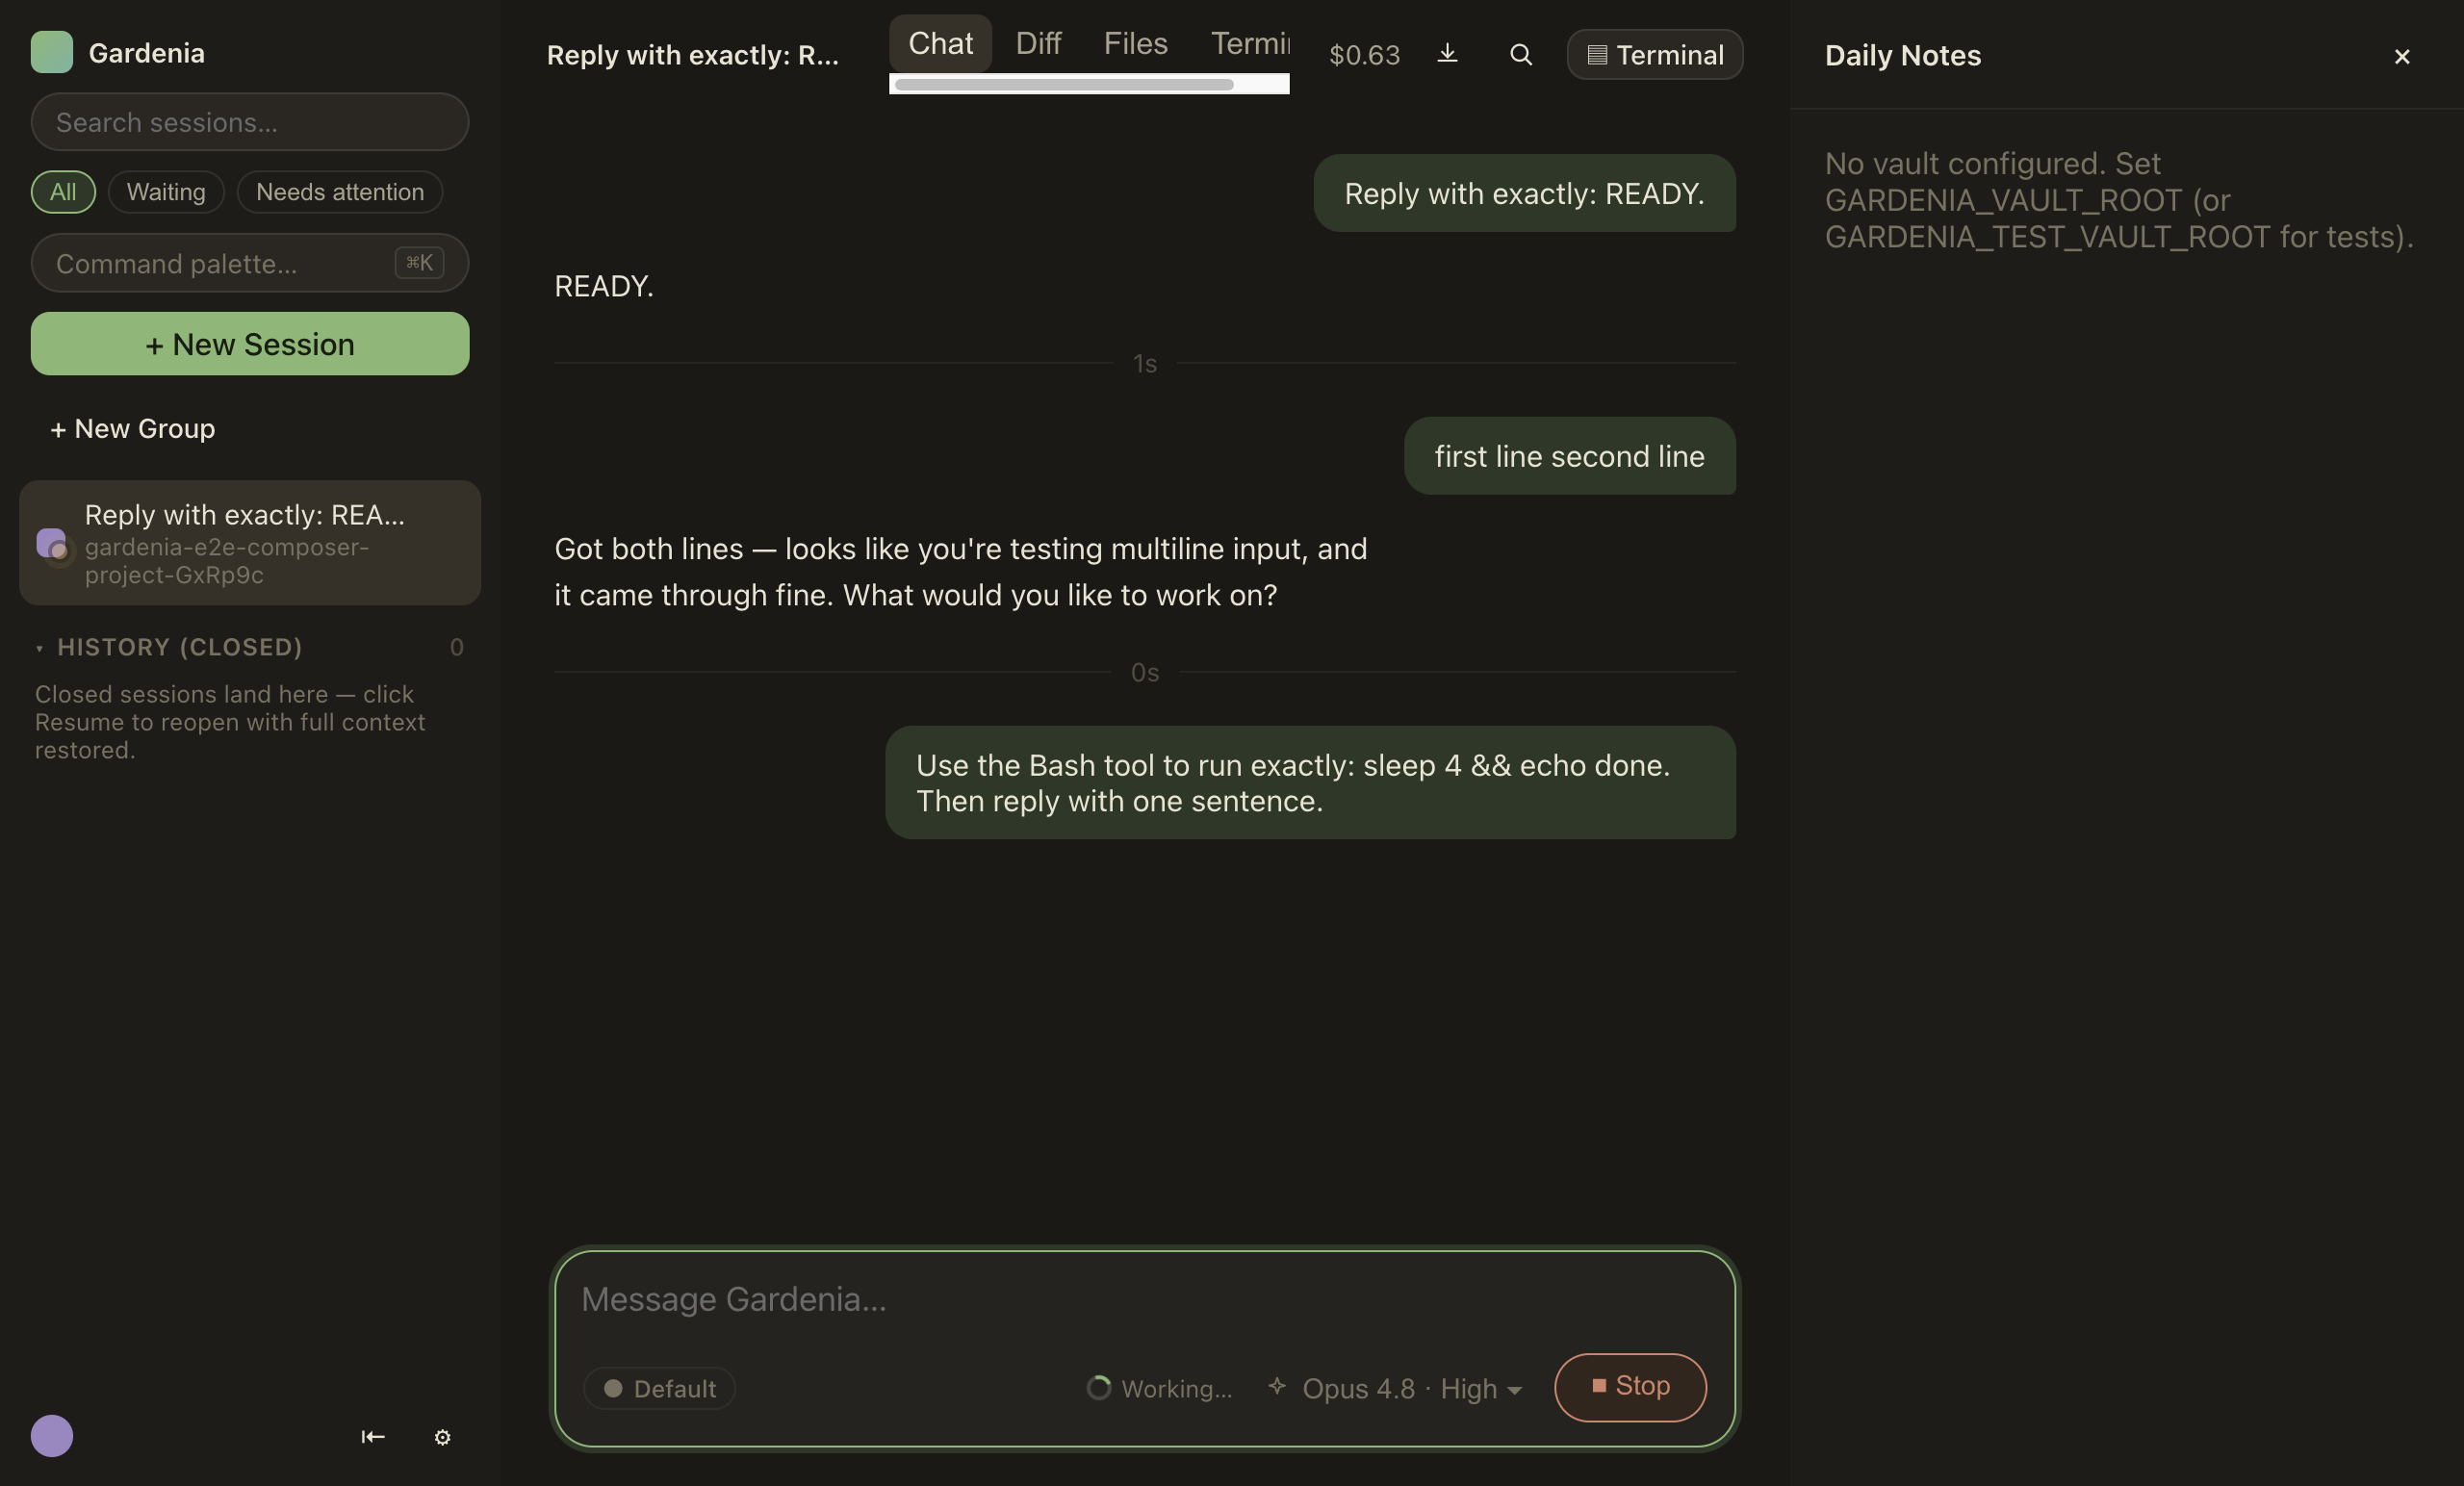 Gardenia
Search sessions...
All
Waiting
Needs attention
Command palette...
⌘K
+ New Session
+ New Group
Reply with exactly: REA...
gardenia-e2e-composer-
project-GxRp9c
HISTORY (CLOSED)
0
Closed sessions land here — click
Resume to reopen with full context
restored.
Reply with exactly: R...
Chat
Diff
Files
Termi
$0.63
Terminal
Reply with exactly: READY.
READY.
1s
first line second line
Got both lines — looks like you're testing multiline input, and
it came through fine. What would you like to work on?
0s
Use the Bash tool to run exactly: sleep 4 && echo done.
Then reply with one sentence.
Message Gardenia...
Default
Working...
Opus 4.8 · High
Stop
Daily Notes
No vault configured. Set
GARDENIA_VAULT_ROOT (or
GARDENIA_TEST_VAULT_ROOT for tests).